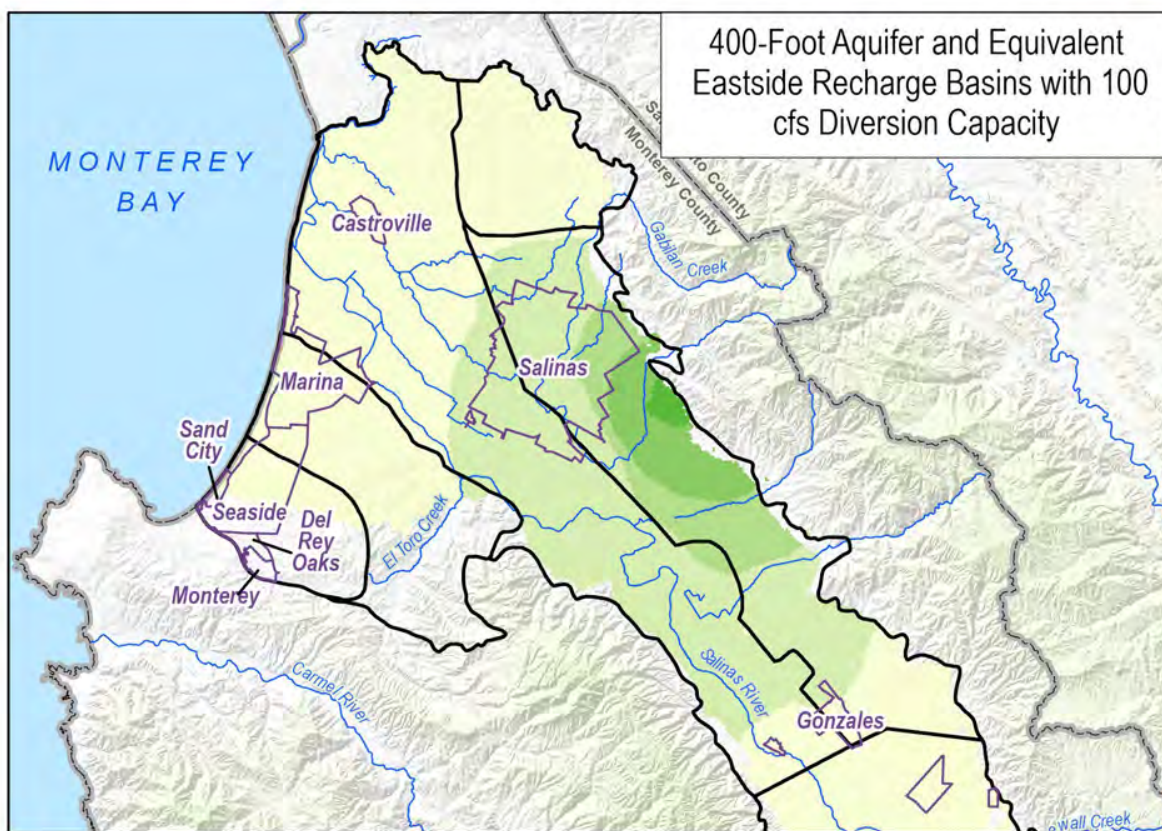 400-Foot Aquifer and Equivalent
Eastside Recharge Basins with 100
cfs Diversion Capacity
MONTEREY
BAY
Monterey County
Castroville
Gabilan Creek
Salinas
Marina
Sand
City
Seaside
Del
Rey
Oaks
El Toro Creek
Monterey
Carmel River
Salinas River
Gonzales
Creek